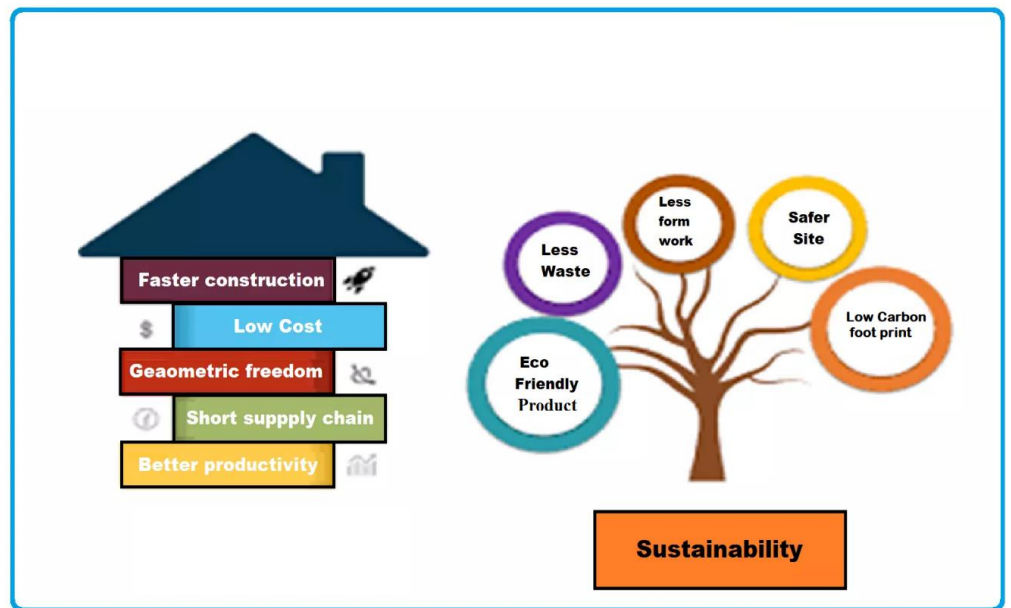 Faster construction
$
Low Cost
Geaometric freedom
Short suppply chain
Better productivity
Less
form
work
Safer
Site
Less
Waste
Low Carbon
foot print
Eco
Friendly
Product
Sustainability